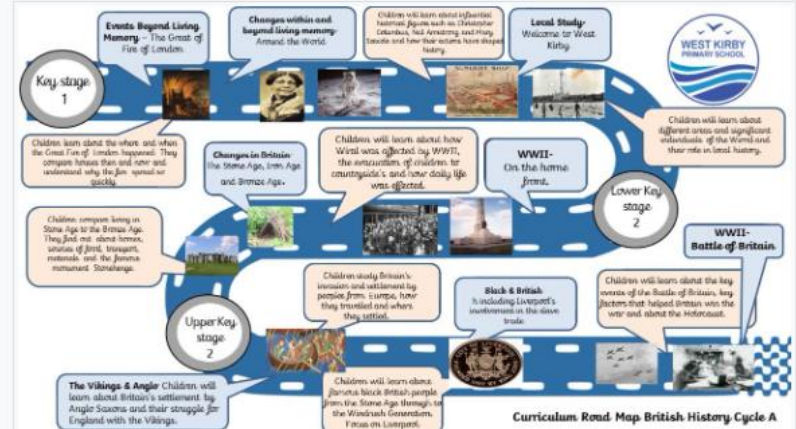 Events Beyond Living
Memory – The Great of
Fire of London.
Changes within and
beyond living memory-
Around the World
Children will learn about influential
historical figures such as Christopher
Columbus, Neil Armstrong and Mary
Seacole and how their actions have shaped
history.
Local Study-
Welcome to West
Kirby
WEST KIRBY
PRIMARY SCHOOL
Key stage
1
Children learn about the where and when
the Great Fire of London happened. They
compare houses then and now and
understand why the fire spread so
quickly.
Changes in Britain
The Stone Age, Iron Age
and Bronze Age.
Children will learn about how
Wirral was affected by WWII,
the evacuation of children to
countryside's and how daily life
was affected.
WWII-
On the home
front.
Children will learn about
different areas and significant
individuals of the Wirral and
their role in local history.
Lower Key
stage
2
Children compare living in
Stone Age to the Bronze Age.
They find out about homes,
sources of food, transport,
materials and the famous
monument Stonehenge.
WWII-
Battle of Britain
Upper Key
stage
2
Children study Britain's
invasion and settlement by
peoples from Europe, how
they travelled and where
they settled.
Black & British
h including Liverpool's
involvement in the slave
trade.
Children will learn about the key
events of the Battle of Britain, key
factors that helped Britain won the
war and about the Holocaust.
The Vikings & Anglo Children will
learn about Britain's settlement by
Anglo Saxons and their struggle for
England with the Vikings.
Children will learn about
famous black British people
from the Stone Age through to
the Windrush Generation.
Focus on Liverpool.
Curriculum Road Map British History Cycle A